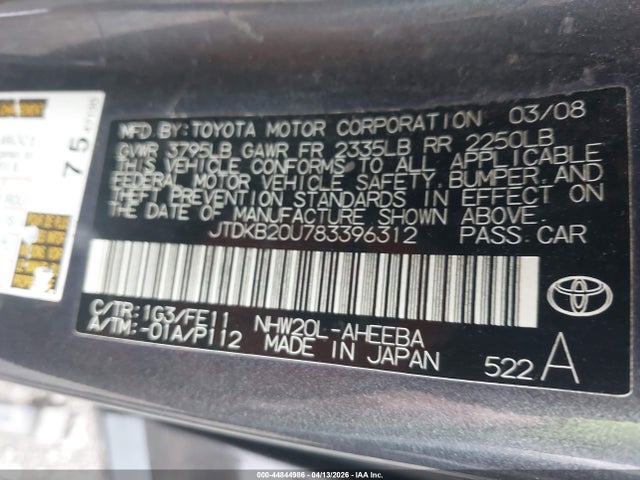 MFD.BY:TOYOTA MOTOR CORPORATION 03/08
GVWR 3795LB GAWR FR 2335LB RR 2250LB
THIS VEHICLE CONFORMS TO ALL APPLICABLE
FEDERAL MOTOR VEHICLE SAFETY,BUMPER,AND
THEFT PREVENTION STANDARDS IN EFFECT ON
THE DATE OF MANUFACTURE SHOWN ABOVE.
JTDKB20U783396312 PASS.CAR
C/TR:1G3/FE11 NHW20L-AHEEBA
A/TM:-01A/P112 MADE IN JAPAN
522 A
75
000-44844986 - 04/13/2026 - IAA Inc.